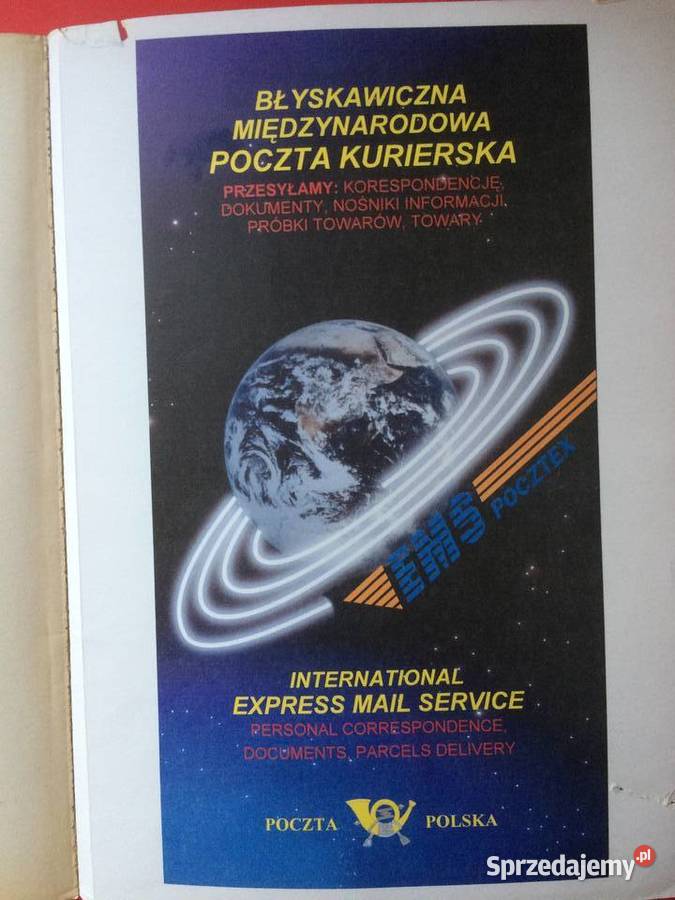 BŁYSKAWICZNA
MIĘDZYNARODOWA
POCZTA KURIERSKA
PRZESYŁAMY: KORESPONDENCJĘ,
DOKUMENTY, NOŚNIKI INFORMACJI,
PRÓBKI TOWARÓW, TOWARY
EMS POCZTEX
INTERNATIONAL
EXPRESS MAIL SERVICE
PERSONAL CORRESPONDENCE,
DOCUMENTS, PARCELS DELIVERY
POCZTA POLSKA
Sprzedajemy.pl